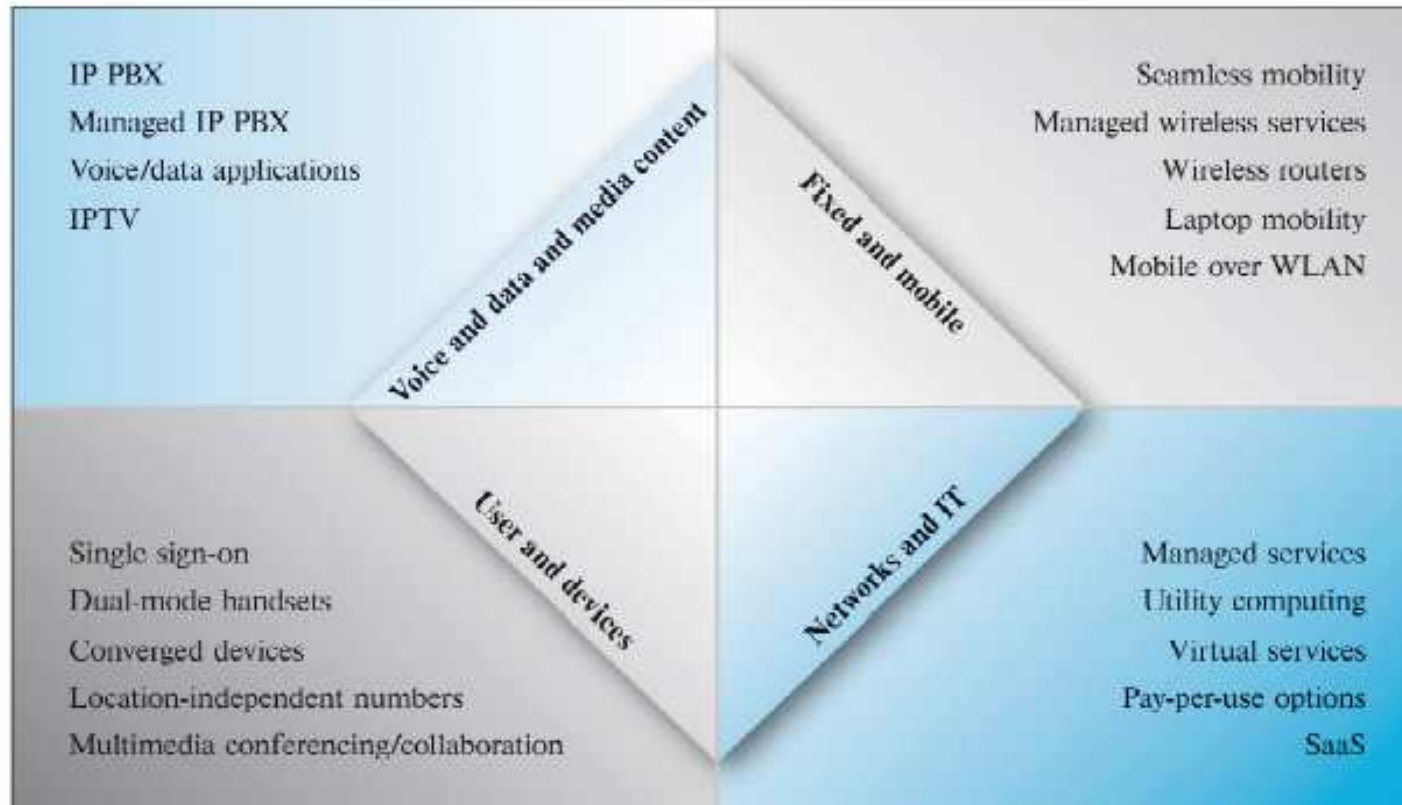 IP PBX
Managed IP PBX
Voice/data applications
IPTV
Voice and data and media content
Seamless mobility
Managed wireless services
Wireless routers
Laptop mobility
Mobile over WLAN
Fixed and mobile
Single sign-on
Dual-mode handsets
Converged devices
Location-independent numbers
Multimedia conferencing/collaboration
User and devices
Networks and IT
Managed services
Utility computing
Virtual services
Pay-per-use options
SaaS